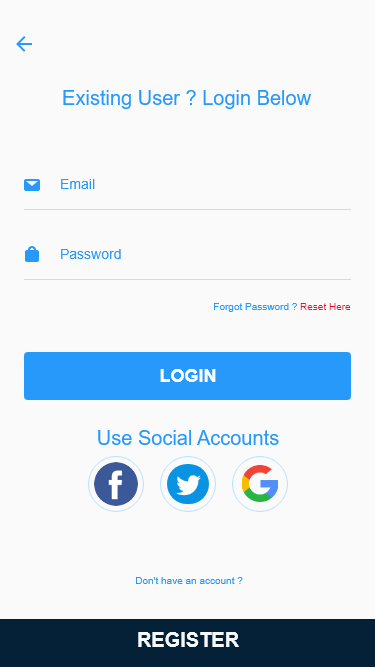 Existing User ? Login Below
Email
Password
Forgot Password ? Reset Here
LOGIN
Use Social Accounts
Don't have an account ?
REGISTER